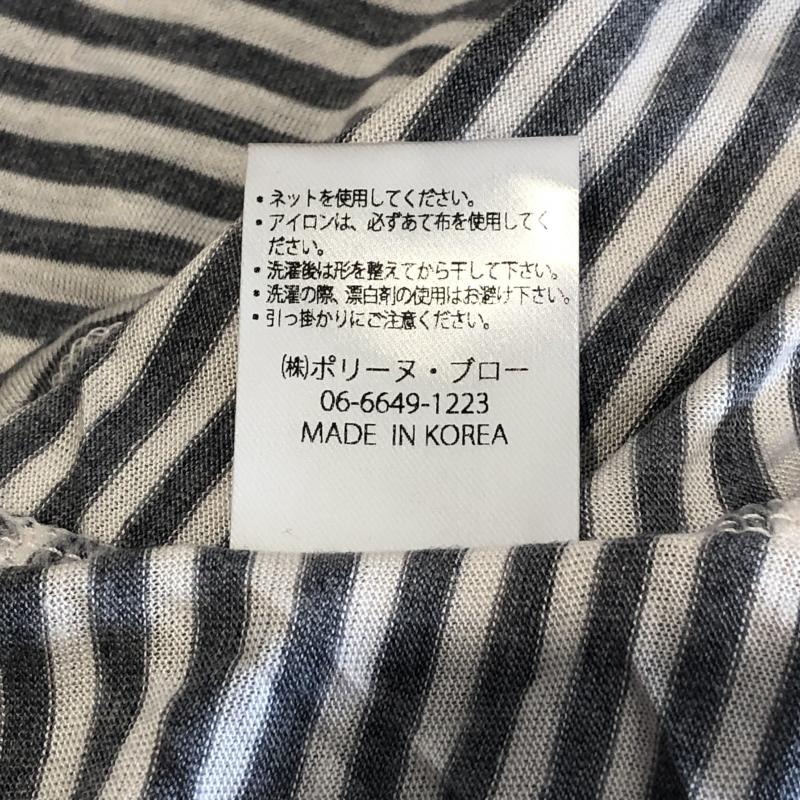 ・ネットを使用してください。
・アイロンは、必ずあて布を使用してく
ださい。
・洗濯後は形を整えてから干して下さい。
・洗濯の際、漂白剤の使用はお避け下さい。
・引っ掛かりにご注意ください。
(株)ポリーヌ・ブロー
06-6649-1223
MADE IN KOREA